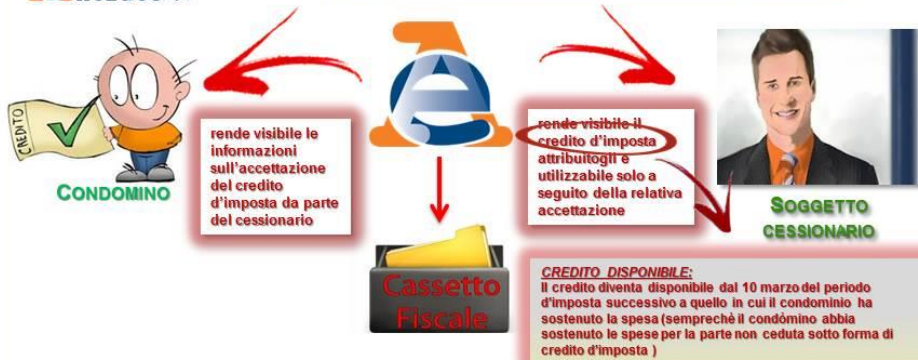 CREDITO
CONDOMINO
rende visibile le
informazioni
sull'accettazione
del credito
d'imposta da parte
del cessionario
Cassetto
Fiscale
rende visibile il
credito d'imposta
attribuitogli e
utilizzabile solo a
seguito della relativa
accettazione
SOGGETTO
CESSIONARIO
CREDITO DISPONIBILE:
Il credito diventa disponibile dal 10 marzo del periodo
d'imposta successivo a quello in cui il condominio ha
sostenuto la spesa (sempreché il condòmino abbia
sostenuto le spese per la parte non ceduta sotto forma di
credito d'imposta )